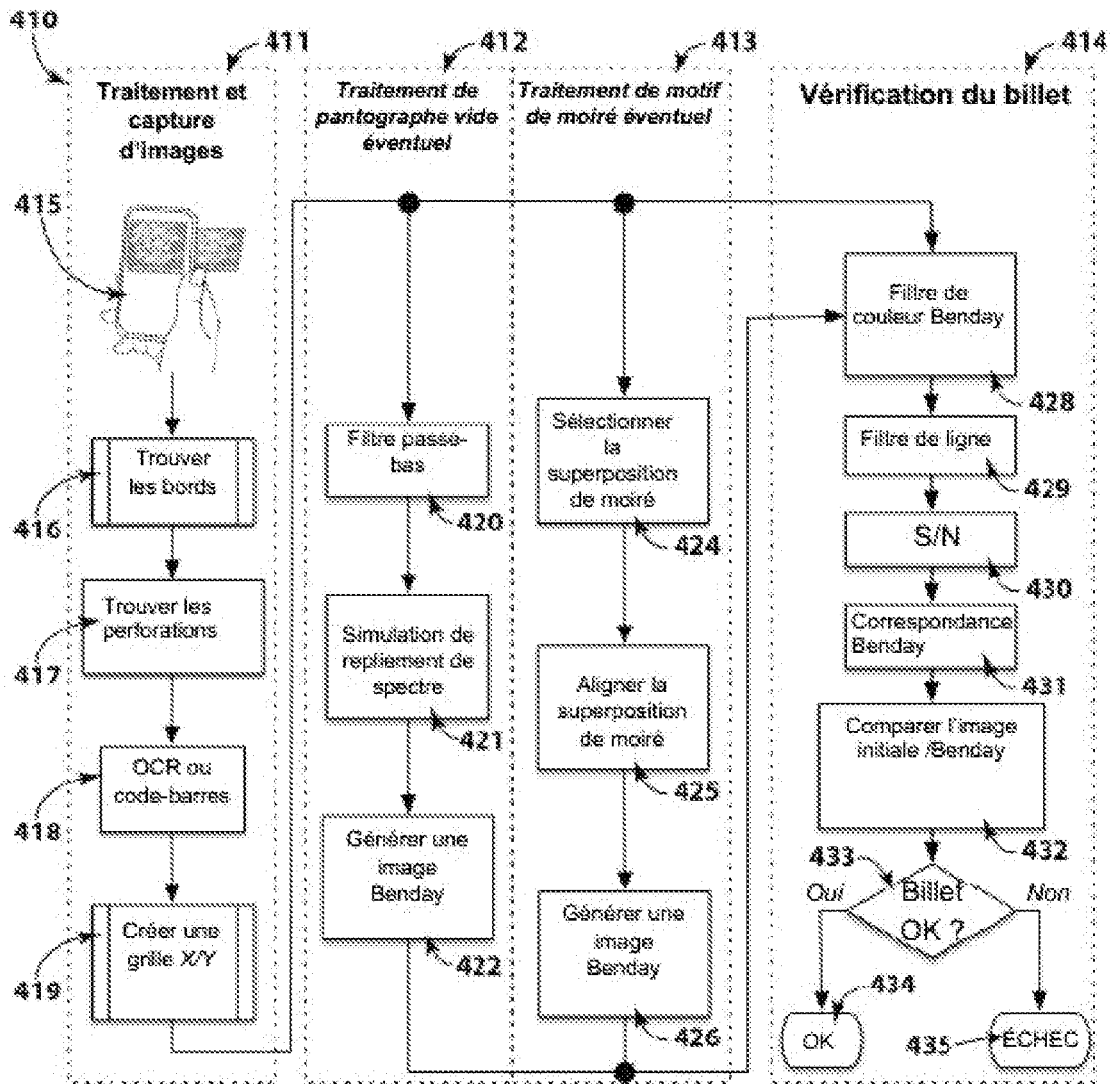 410
411
Traitement et
capture
d'images
415
Trouver
les bords
416
Trouver les
perforations
417
OCR ou
code-barres
418
Créer une
grille X/Y
419
412
Traitement de
pantographe vide
éventuel
Filtre passe-
bas
420
Simulation de
repliement de
spectre
421
Générer une
image
Benday
422
413
Traitement de motif
de moiré éventuel
Sélectionner
la
superposition
de moiré
424
Aligner la
superposition
de moiré
425
Générer une
image
Benday
426
414
Vérification du billet
Filtre de
couleur Benday
428
Filtre de ligne
429
S/N
430
Correspondance
Benday
431
Comparer l'image
initiale /Benday
432
433
Oui
Billet
OK ?
Non
434
OK
435
ÉCHEC